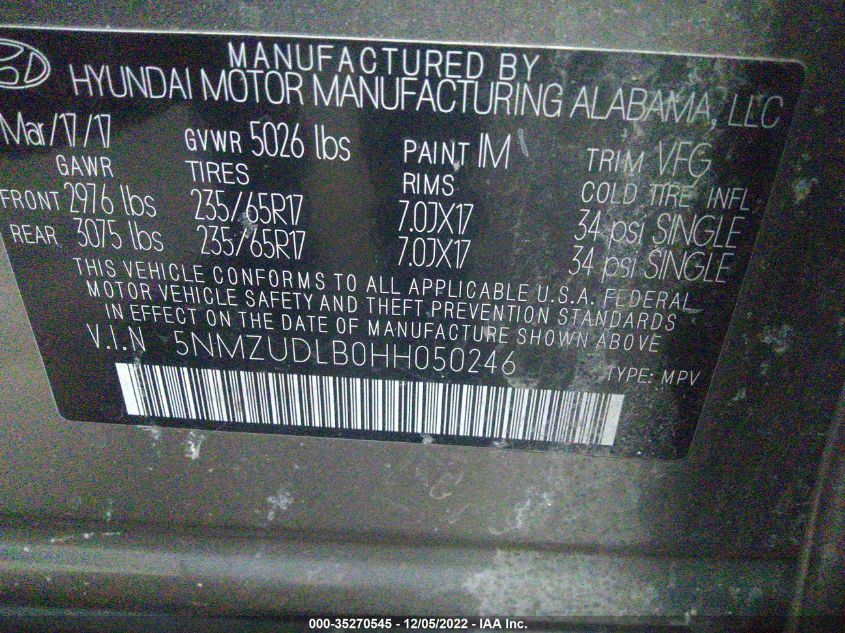 MANUFACTURED BY
HYUNDAI MOTOR MANUFACTURING ALABAMA, LLC
Mar/17/17 GVWR 5026 lbs PAINT IM TRIM VFG
GAWR TIRES RIMS COLD TIRE INFL
FRONT 2976 lbs 235/65R17 7.0JX17 34 psi SINGLE
REAR 3075 lbs 235/65R17 7.0JX17 34 psi SINGLE
THIS VEHICLE CONFORMS TO ALL APPLICABLE U.S.A. FEDERAL
MOTOR VEHICLE SAFETY AND THEFT PREVENTION STANDARDS
IN EFFECT ON THE DATE OF MANUFACTURE SHOWN ABOVE
V.I.N 5NMZUDLB0HH050246 TYPE: MPV
000-35270545 - 12/05/2022 - IAA Inc.